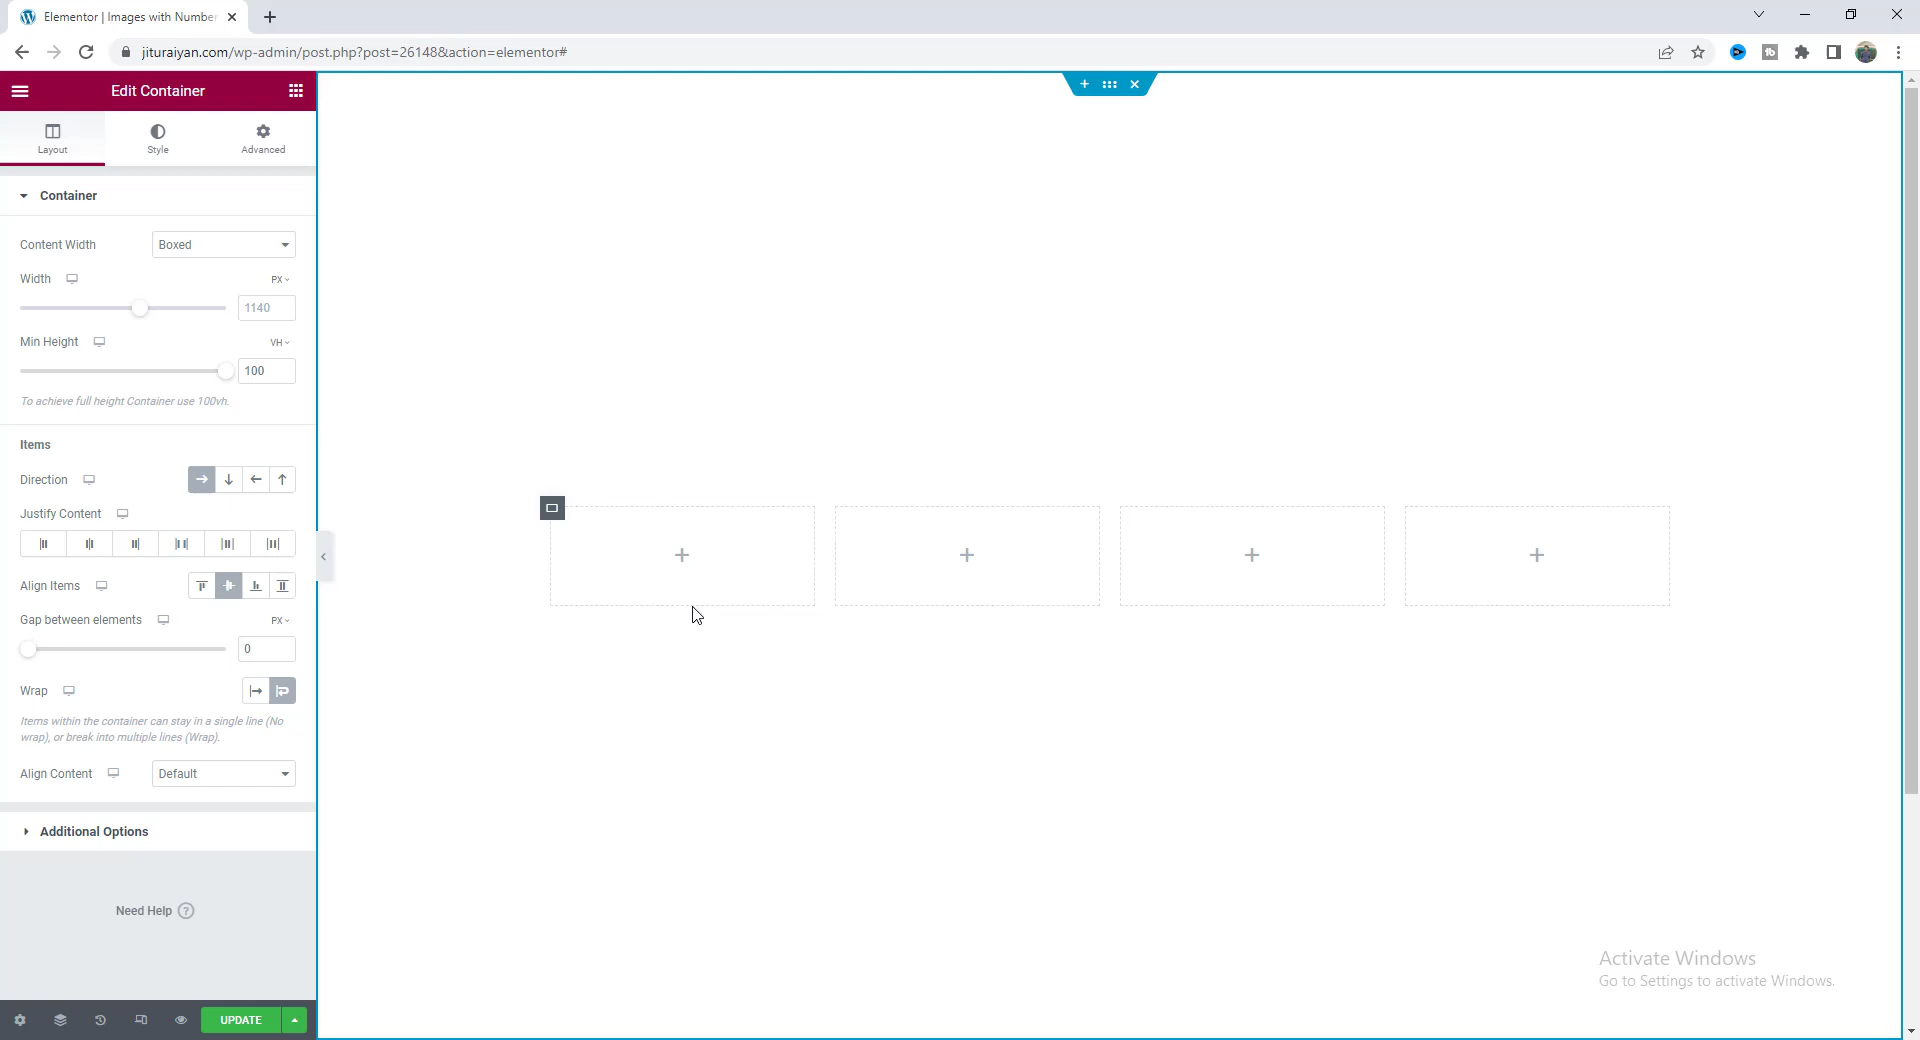 Elementor | Images with Number
jituraiyan.com/wp-admin/post.php?post=26148&action=elementor#
Edit Container
Layout
Style
Advanced
Container
Content Width
Boxed
Width
PX
1140
Min Height
VH
100
To achieve full height Container use 100vh.
Items
Direction
Justify Content
Align Items
Gap between elements
PX
0
Wrap
Items within the container can stay in a single line (No
wrap), or break into multiple lines (Wrap).
Align Content
Default
Additional Options
Need Help ?
UPDATE
Activate Windows
Go to Settings to activate Windows.